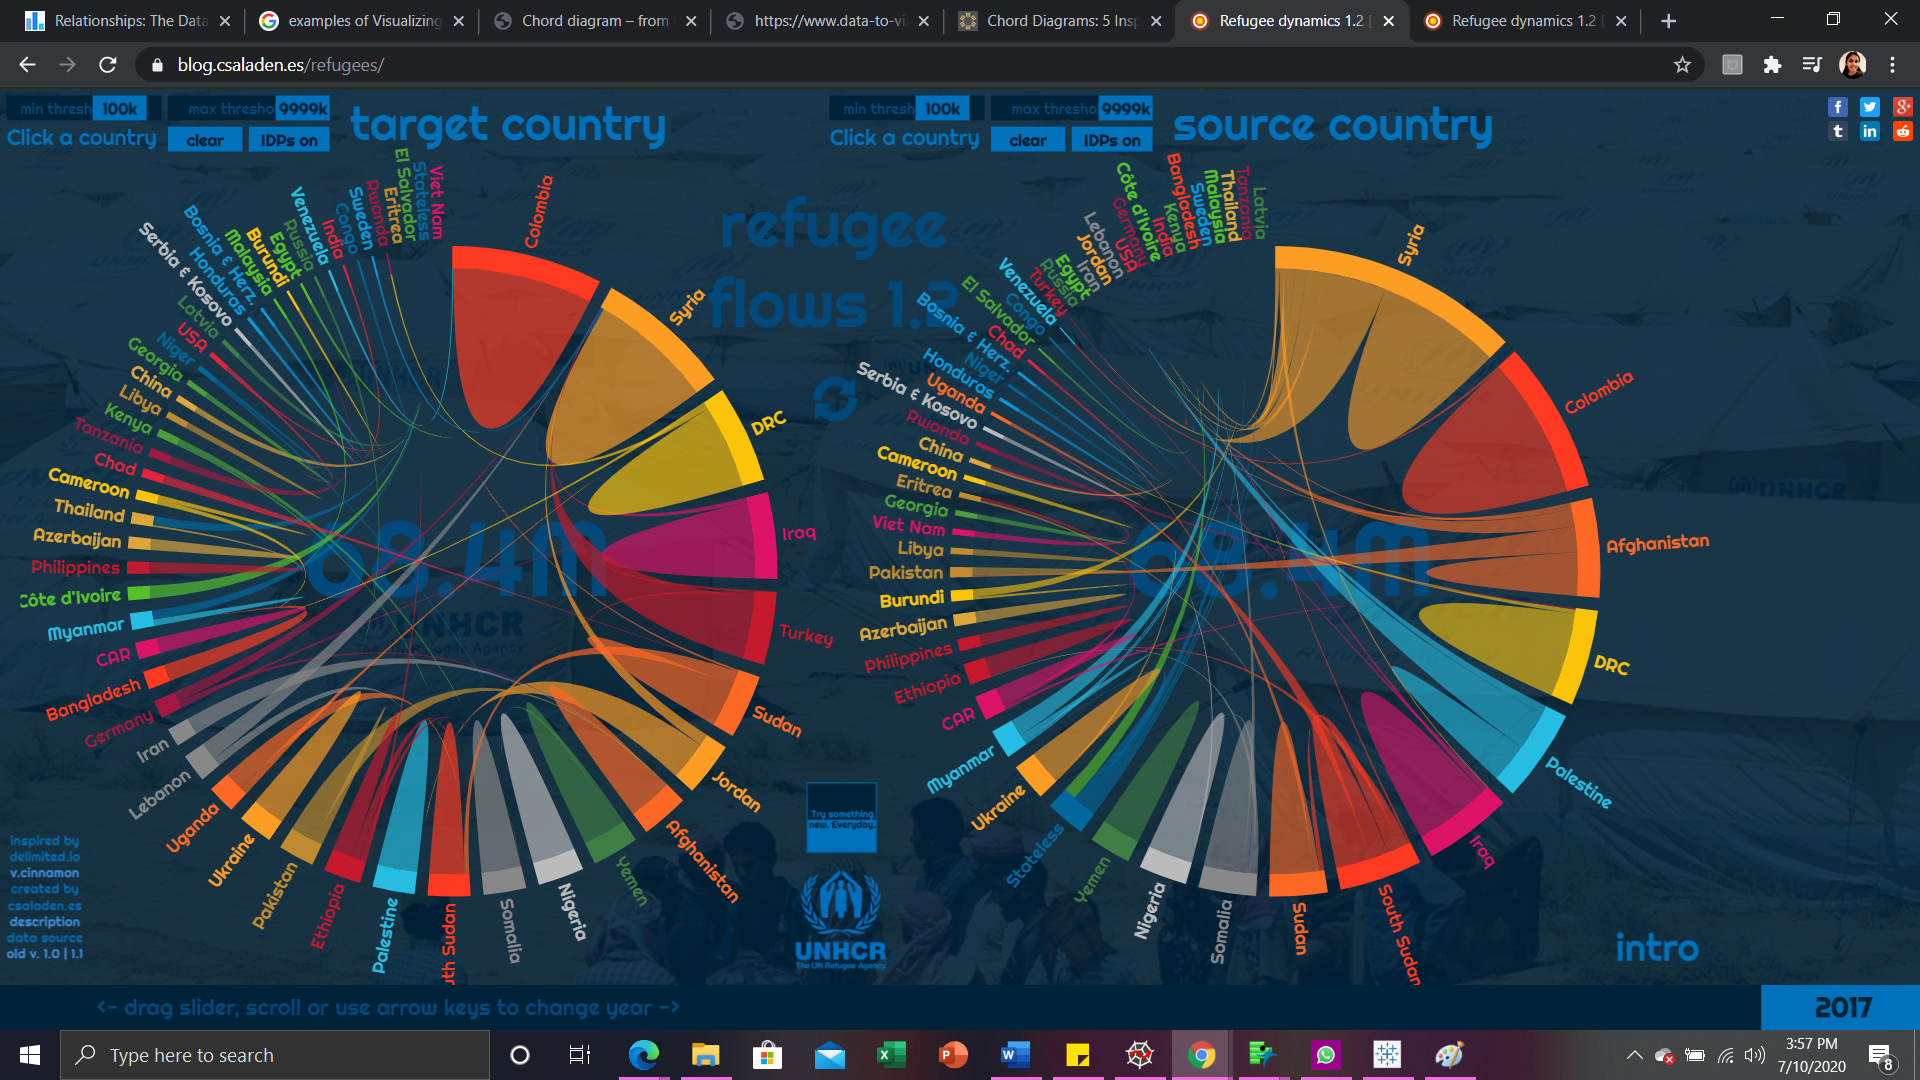 Relationships: The Data
examples of Visualizing
Chord diagram – from
https://www.data-to-vi
Chord Diagrams: 5 Insp
Refugee dynamics 1.2
Refugee dynamics 1.2
blog.csaladen.es/refugees/
min thresh 100k
max thresho 9999k
Click a country
clear
IDPs on
target country
min thresh 100k
max thresho 9999k
Click a country
clear
IDPs on
source country
refugee
flows 1.2
68.4M
68.4M
Colombia
Syria
DRC
Iraq
Turkey
Sudan
Jordan
Afghanistan
Yemen
Nigeria
Somalia
uth Sudan
Palestine
Ethiopia
Pakistan
Ukraine
Uganda
Lebanon
Iran
Germany
Bangladesh
CAR
Myanmar
Côte d'Ivoire
Philippines
Azerbaijan
Thailand
Cameroon
Chad
Tanzania
Kenya
Libya
China
Georgia
Niger
USA
Latvia
Serbia & Kosovo
Honduras
Bosnia & Herz.
Malaysia
Burundi
Egypt
Russia
Venezuela
India
Congo
Sweden
Rwanda
Eritrea
El Salvador
Stateless
Viet Nam
Syria
Colombia
Afghanistan
DRC
Palestine
Iraq
South Sudan
Sudan
Somalia
Nigeria
Yemen
Stateless
Ukraine
Myanmar
CAR
Ethiopia
Philippines
Azerbaijan
Burundi
Pakistan
Libya
Viet Nam
Georgia
Eritrea
Cameroon
China
Rwanda
Serbia & Kosovo
Uganda
Niger
Honduras
Bosnia & Herz.
Chad
El Salvador
Congo
Venezuela
Turkey
Russia
Egypt
Iran
Jordan
Lebanon
USA
Germany
Côte d'Ivoire
India
Kenya
Bangladesh
Sweden
Malaysia
Thailand
Tanzania
Latvia
Try something
new. Everyday.
UNHCR
The UN Refugee Agency
inspired by
delimited.io
v.cinnamon
created by
csaladen.es
description
data source
old v. 1.0 | 1.1
intro
<- drag slider, scroll or use arrow keys to change year ->
2017
Type here to search
3:57 PM
7/10/2020
8